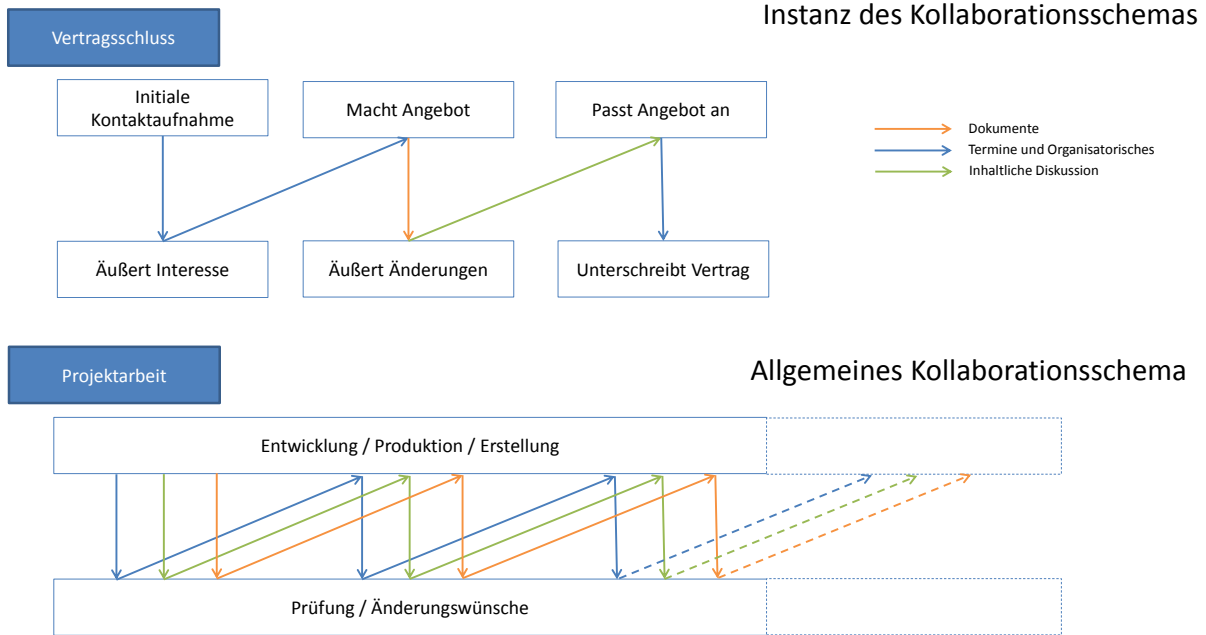 Instanz des Kollaborationsschemas
Vertragsschluss
Initiale
Kontaktaufnahme
Macht Angebot
Passt Angebot an
Dokumente
Termine und Organisatorisches
Inhaltliche Diskussion
Äußert Interesse
Äußert Änderungen
Unterschreibt Vertrag
Projektarbeit
Allgemeines Kollaborationsschema
Entwicklung / Produktion / Erstellung
Prüfung / Änderungswünsche